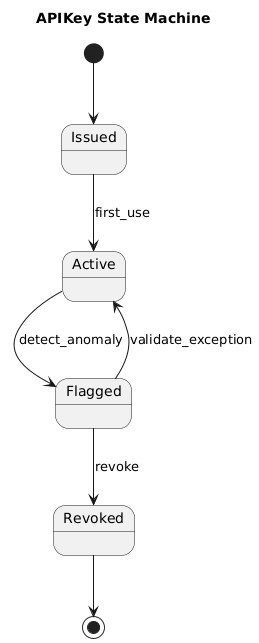 APIKey State Machine
Issued
first_use
Active
detect_anomaly
validate_exception
Flagged
revoke
Revoked